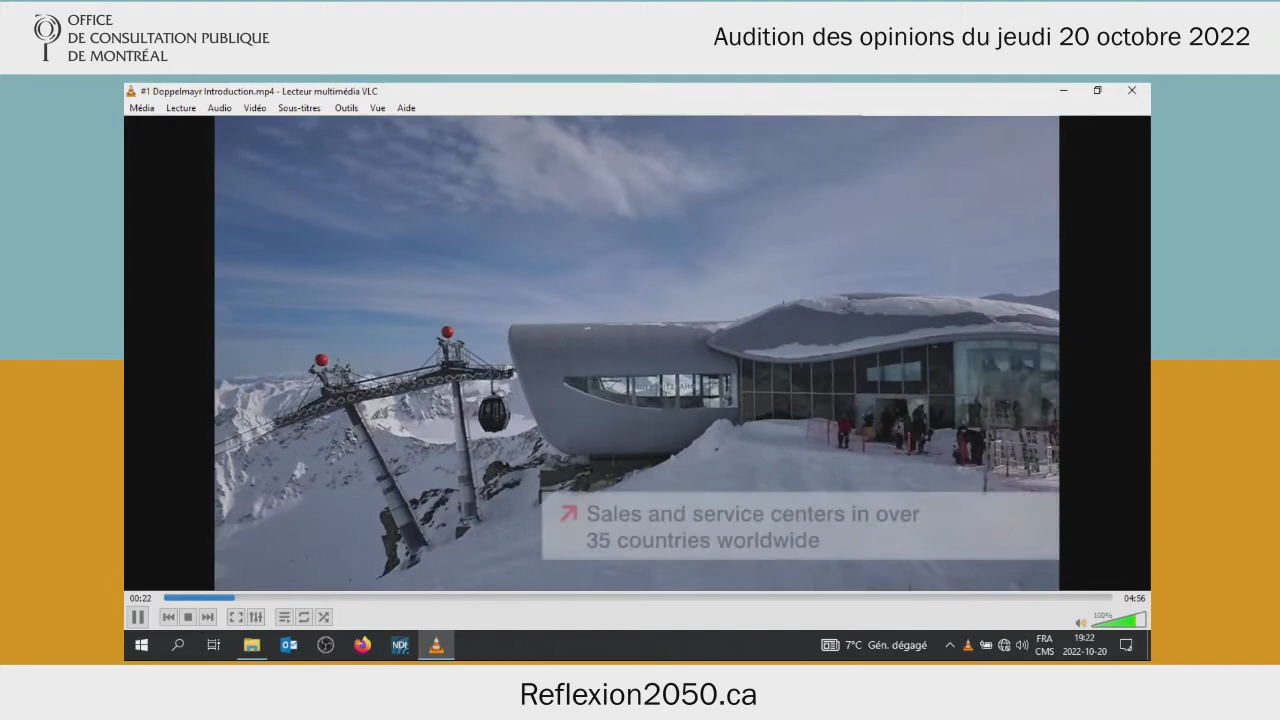 OFFICE
DE CONSULTATION PUBLIQUE
DE MONTRÉAL
Audition des opinions du jeudi 20 octobre 2022
#1 Doppelmayr Introduction.mp4 - Lecteur multimédia VLC
Média Lecture Audio Vidéo Sous-titres Outils Vue Aide
Sales and service centers in over
35 countries worldwide
00:22
04:56
100%
NDI
7°C Gén. dégagé
FRA
CMS
19:22
2022-10-20
Reflexion2050.ca